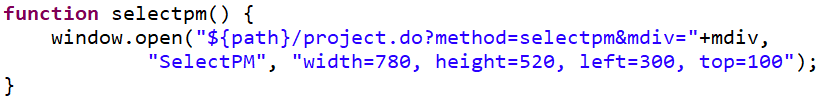 function selectpm() {
    window.open("${path}/project.do?method=selectpm&mdiv="+mdiv,
            "SelectPM", "width=780, height=520, left=300, top=100");
}